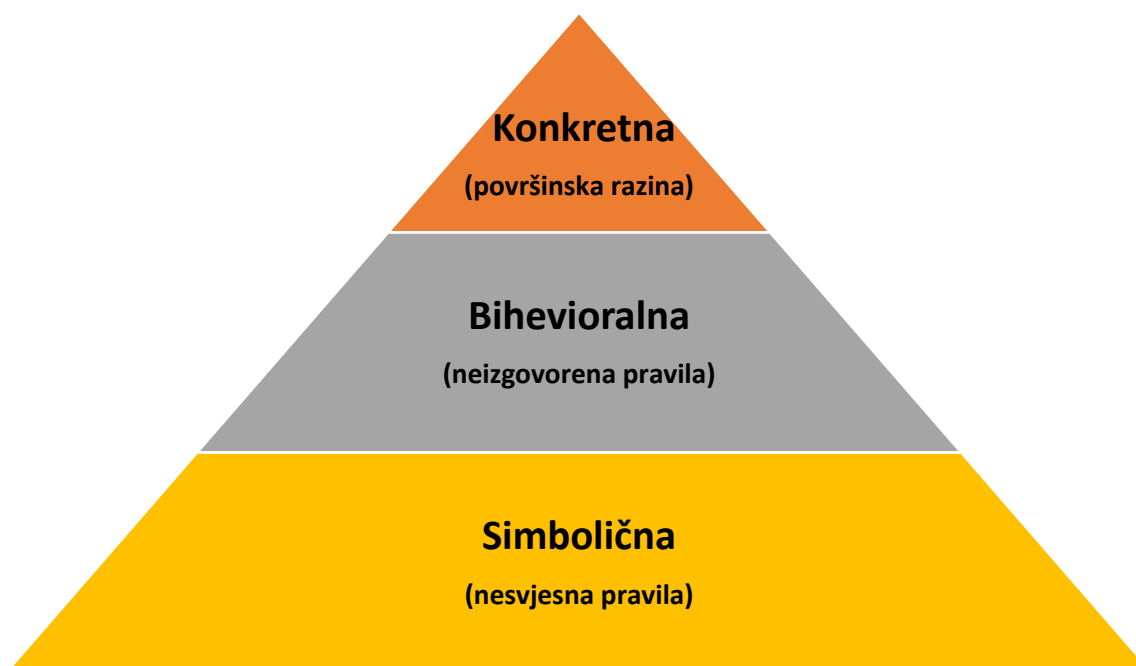 Konkretna
(površinska razina)
Bihevioralna
(neizgovorena pravila)
Simbolična
(nesvjesna pravila)